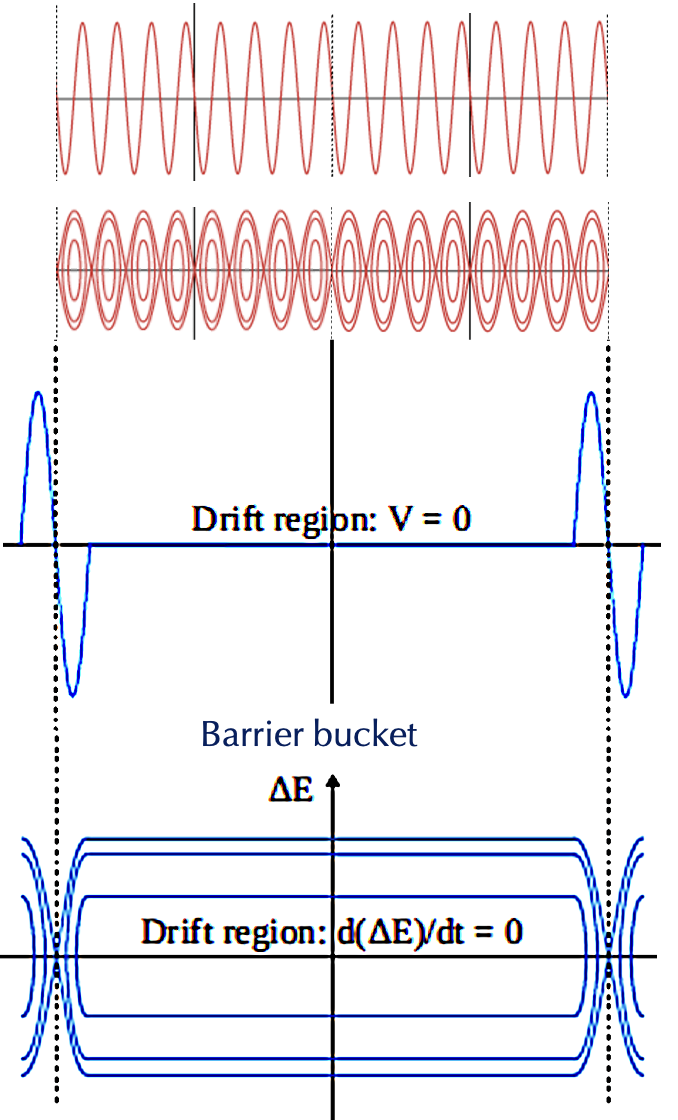 Drift region: V = 0
Barrier bucket
ΔE
Drift region: d(ΔE)/dt = 0